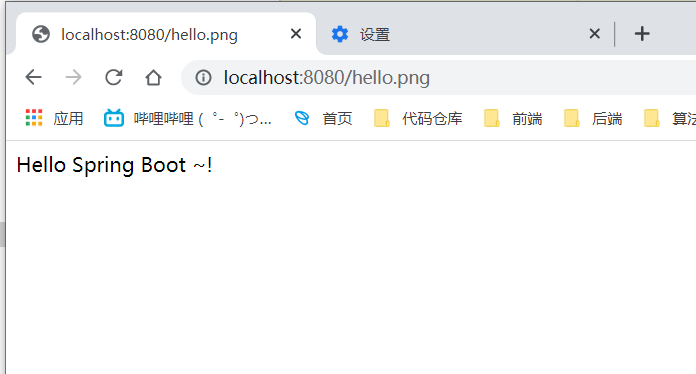 localhost:8080/hello.png 设置
localhost:8080/hello.png
应用 哔哩哔哩 (゜-゜)つ... 首页 代码仓库 前端 后端 算法
Hello Spring Boot ~!